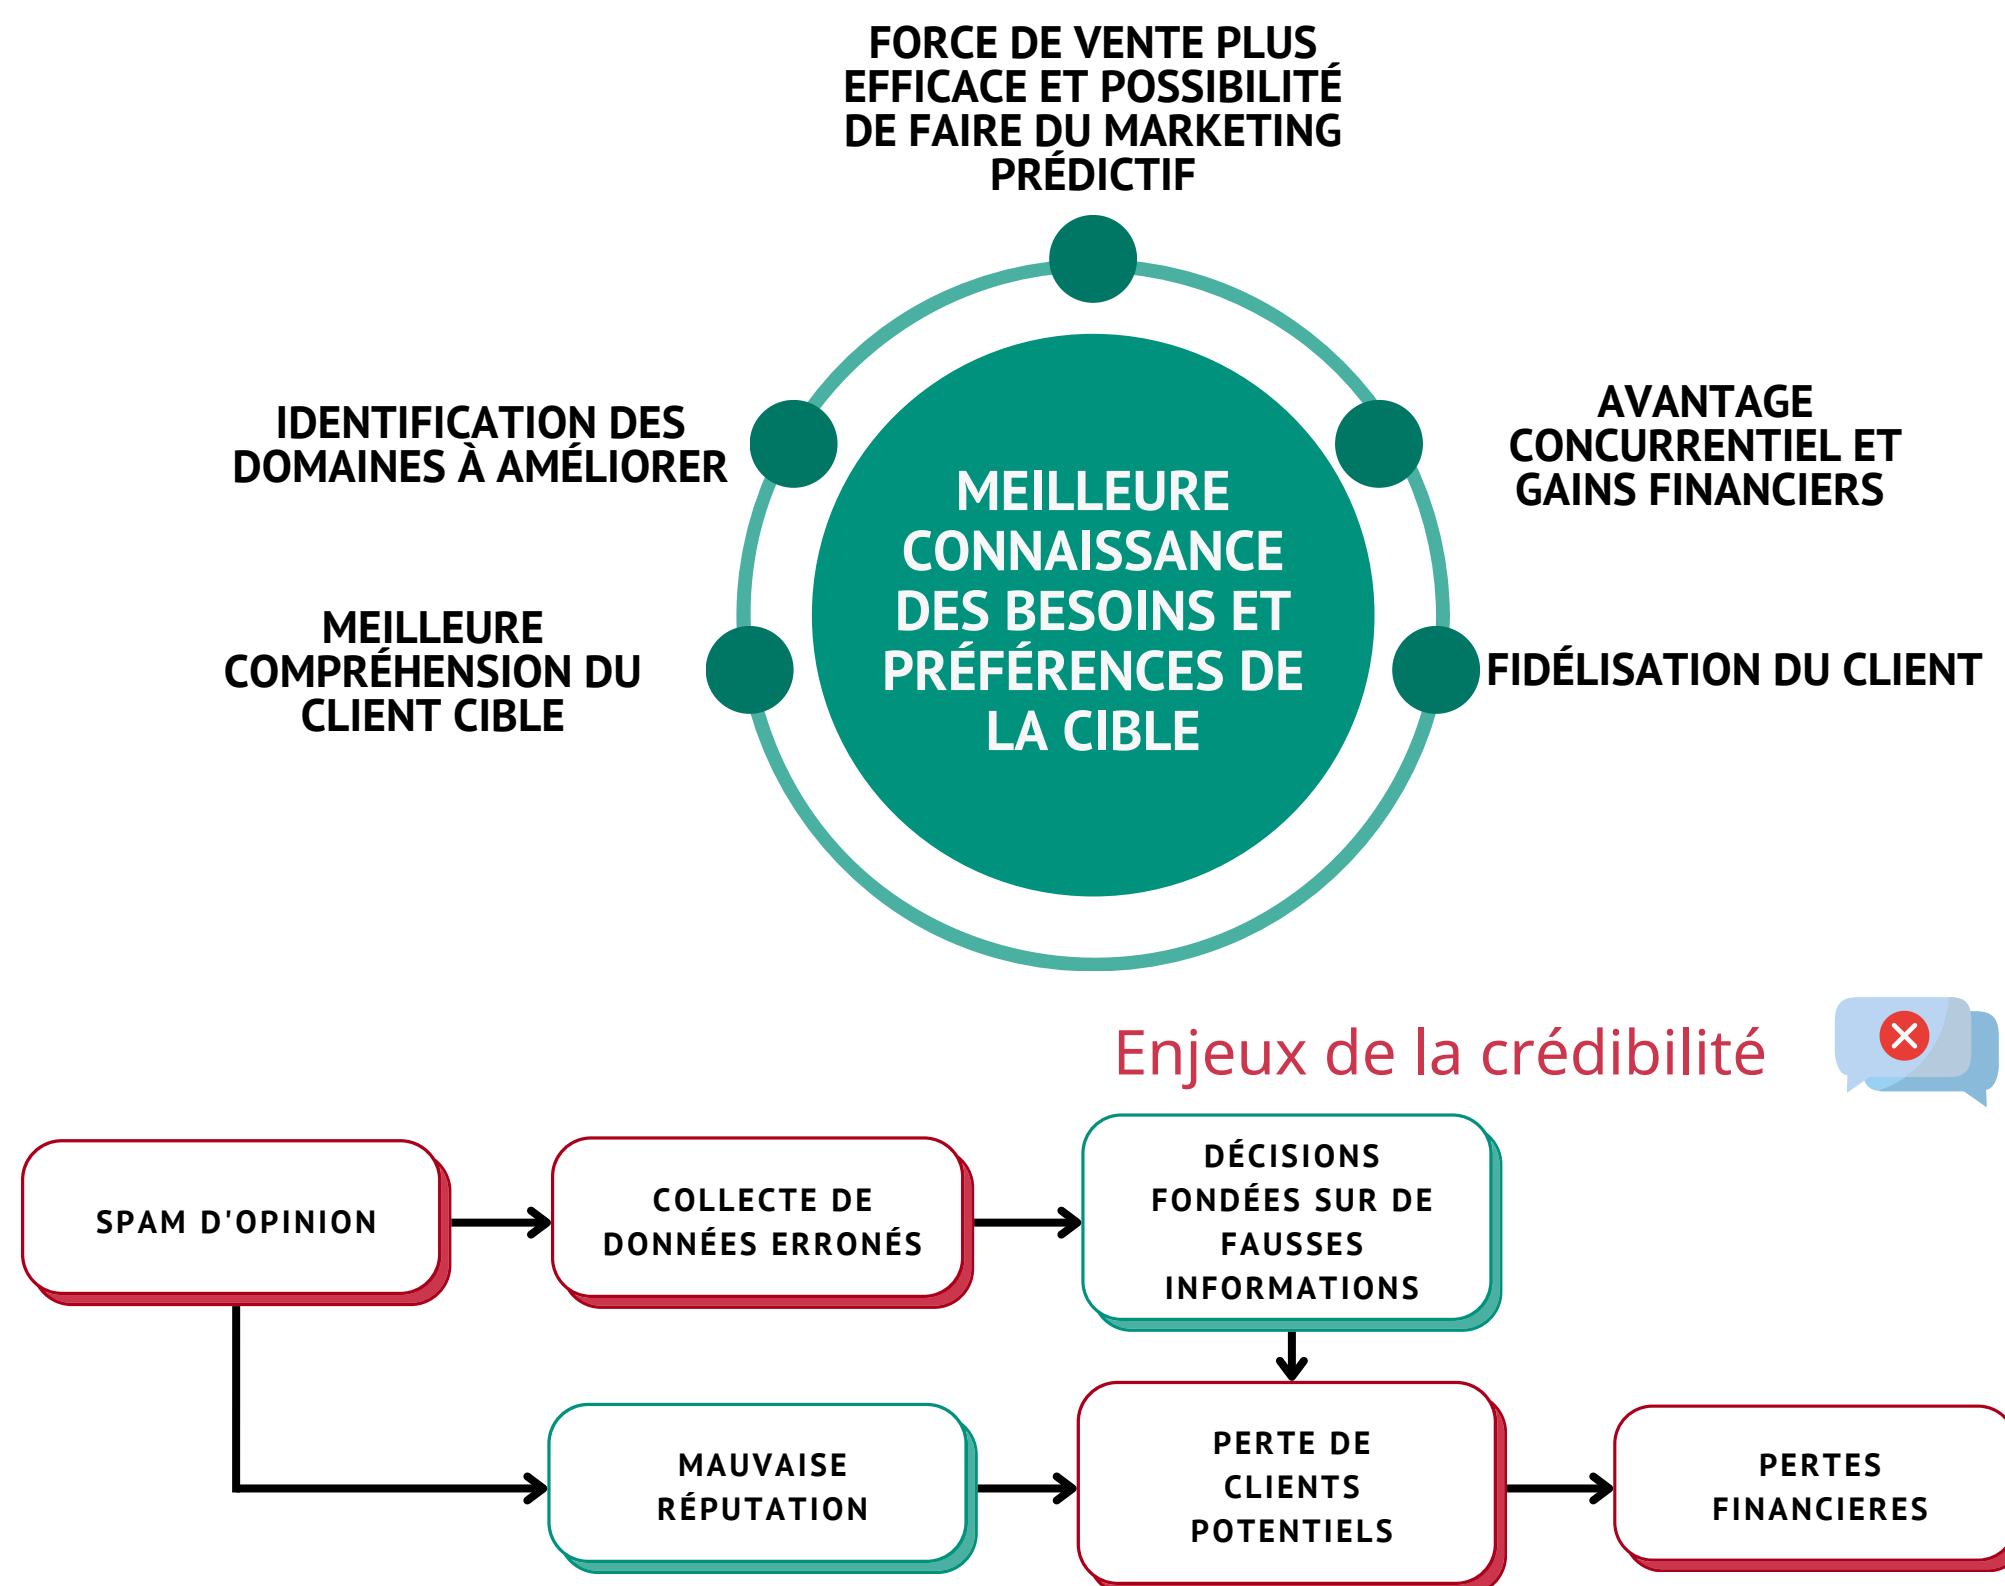 FORCE DE VENTE PLUS
EFFICACE ET POSSIBILITÉ
DE FAIRE DU MARKETING
PRÉDICTIF
IDENTIFICATION DES
DOMAINES À AMÉLIORER
AVANTAGE
CONCURRENTIEL ET
GAINS FINANCIERS
MEILLEURE
CONNAISSANCE
DES BESOINS ET
PRÉFÉRENCES DE
LA CIBLE
MEILLEURE
COMPRÉHENSION DU
CLIENT CIBLE
FIDÉLISATION DU CLIENT
Enjeux de la crédibilité
SPAM D'OPINION
COLLECTE DE
DONNÉES ERRONÉS
DÉCISIONS
FONDÉES SUR DE
FAUSSES
INFORMATIONS
MAUVAISE
RÉPUTATION
PERTE DE
CLIENTS
POTENTIELS
PERTES
FINANCIERES